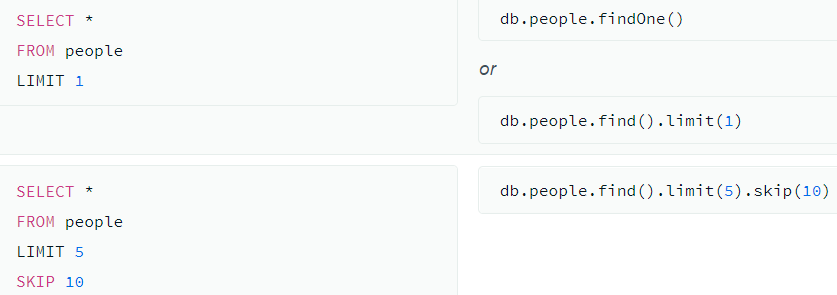 SELECT *
FROM people
LIMIT 1
db.people.findOne()
or
db.people.find().limit(1)
SELECT *
FROM people
LIMIT 5
SKIP 10
db.people.find().limit(5).skip(10)